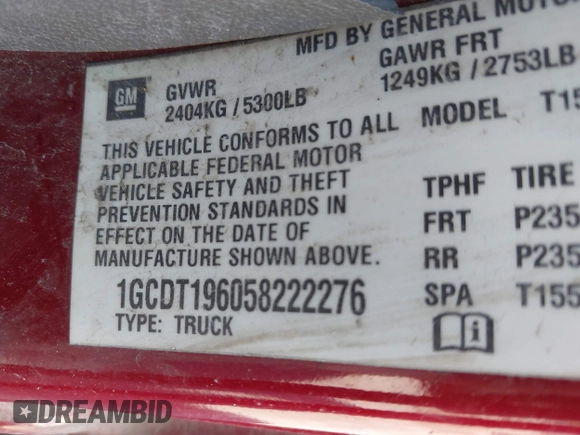 MFD BY GENERAL MOTOR
GM
GVWR
2404KG / 5300LB
GAWR FRT
1249KG / 2753LB
THIS VEHICLE CONFORMS TO ALL
APPLICABLE FEDERAL MOTOR
VEHICLE SAFETY AND THEFT
PREVENTION STANDARDS IN
EFFECT ON THE DATE OF
MANUFACTURE SHOWN ABOVE.
1GCDT196058222276
TYPE: TRUCK
MODEL T15
TPHF TIRE
FRT P235
RR P235
SPA T155
i
DREAMBID